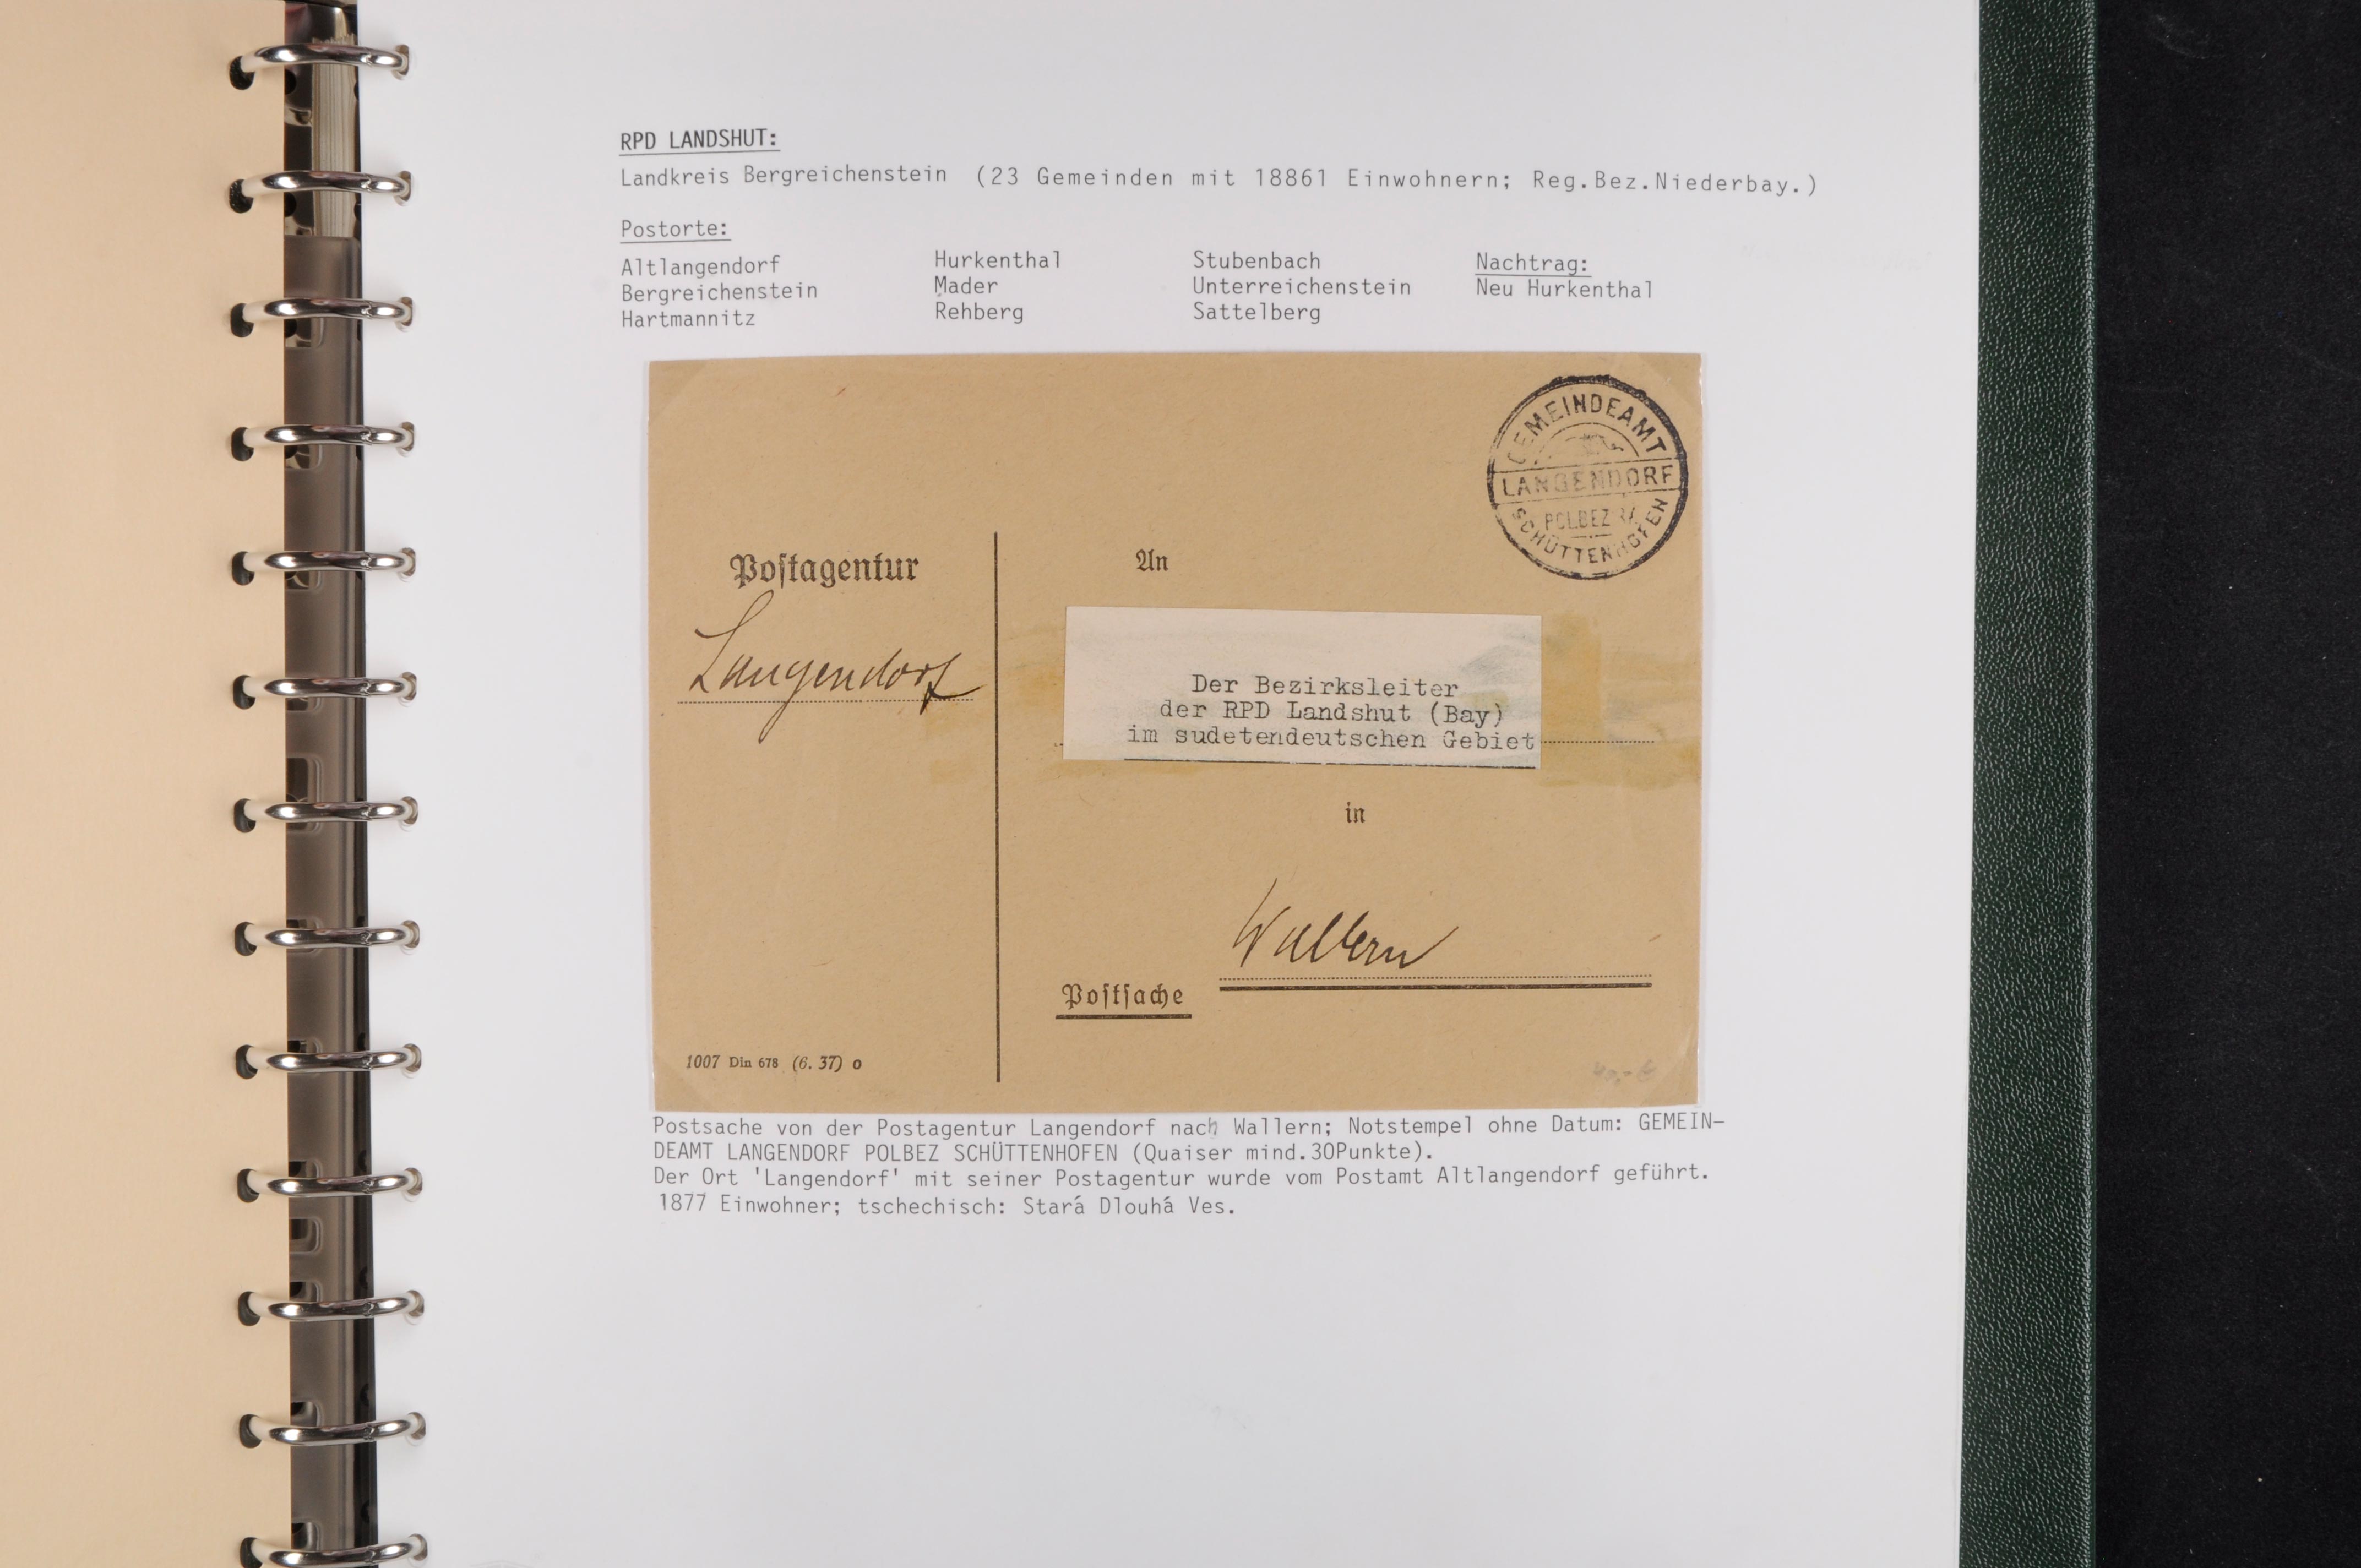 RPD LANDSHUT:
Landkreis Bergreichenstein (23 Gemeinden mit 18861 Einwohnern; Reg.Bez.Niederbay.)
Postorte:
Altlangendorf Hurkenthal Stubenbach Nachtrag:
Bergreichenstein Mader Unterreichenstein Neu Hurkenthal
Hartmannitz Rehberg Sattelberg
GEMEINDEAMT
LANGENDORF
POLBEZ
SCHÜTTENHOFEN
Postagentur
Langendorf
An
Der Bezirksleiter
der RPD Landshut (Bay)
im sudetendeutschen Gebiet
in
Wallern
Postsache
1007 Din 678 (6. 37) o
Postsache von der Postagentur Langendorf nach Wallern; Notstempel ohne Datum: GEMEIN-
DEAMT LANGENDORF POLBEZ SCHÜTTENHOFEN (Quaiser mind.30Punkte).
Der Ort 'Langendorf' mit seiner Postagentur wurde vom Postamt Altlangendorf geführt.
1877 Einwohner; tschechisch: Stará Dlouhá Ves.